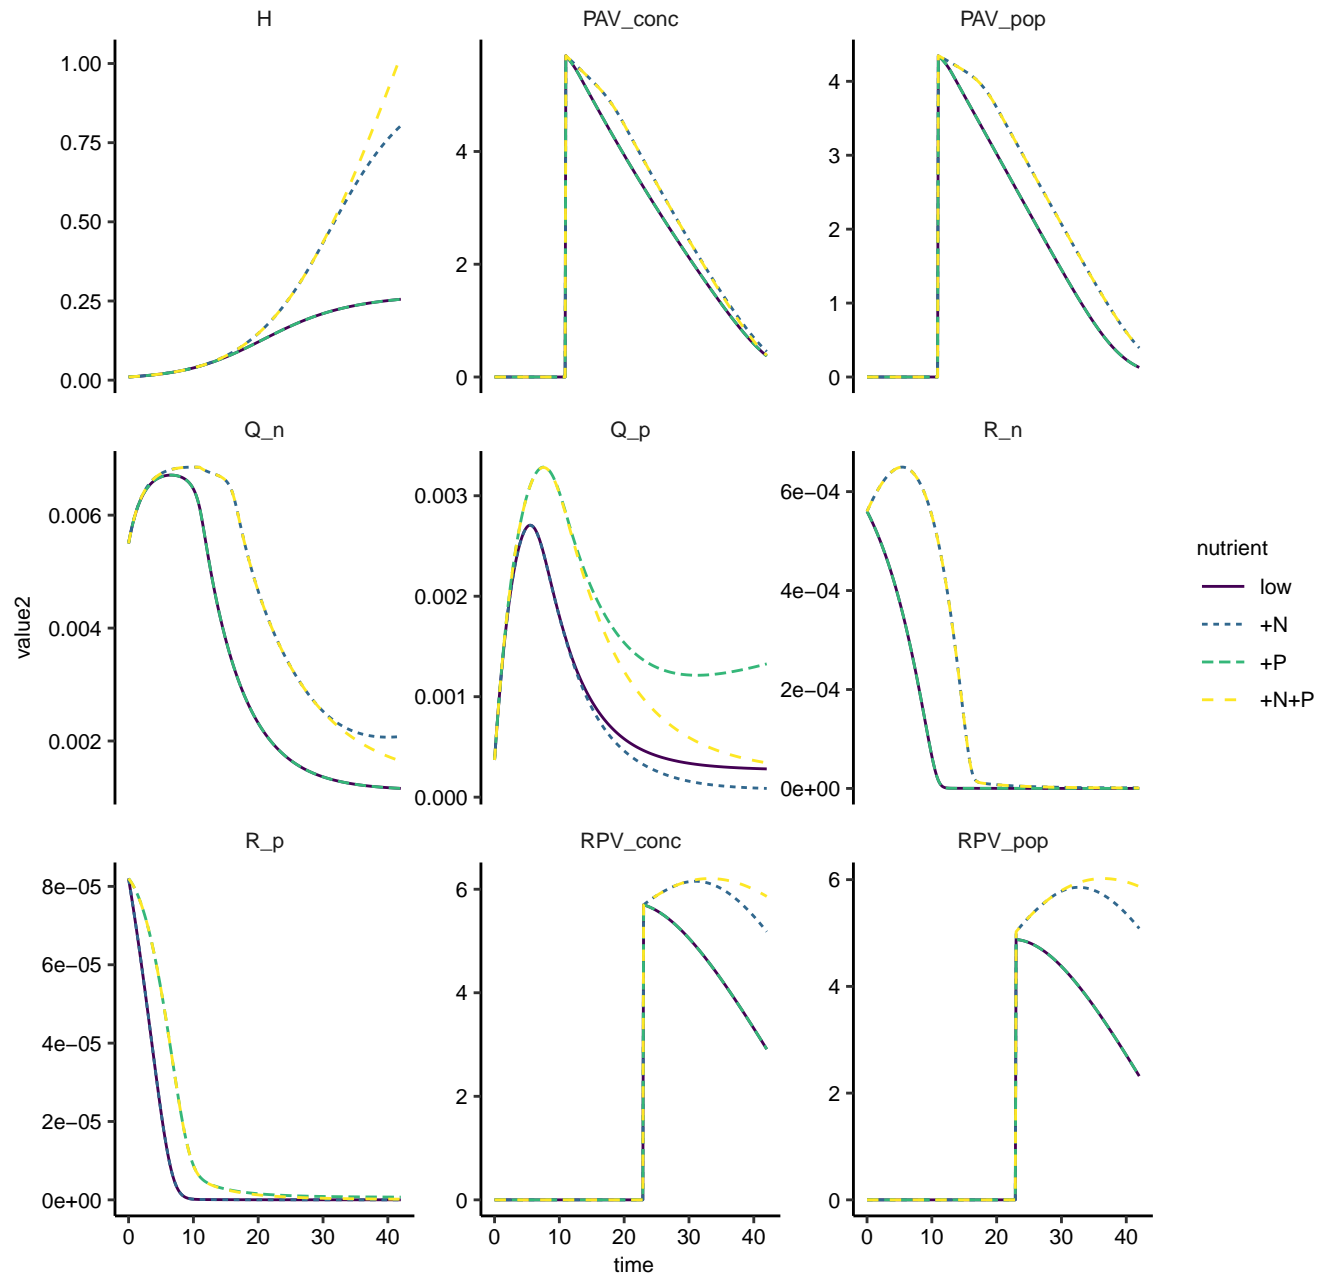 H
PAV_conc
PAV_pop
1.00
0.75
0.50
0.25
0.00
4
2
0
4
3
2
1
0
Q_n
Q_p
R_n
0.006
0.004
0.002
0.003
0.002
0.001
0.000
6e−04
4e−04
2e−04
0e+00
R_p
RPV_conc
RPV_pop
8e−05
6e−05
4e−05
2e−05
0e+00
6
4
2
0
6
4
2
0
0 10 20 30 40
0 10 20 30 40
0 10 20 30 40
time
value2
nutrient
low
+N
+P
+N+P